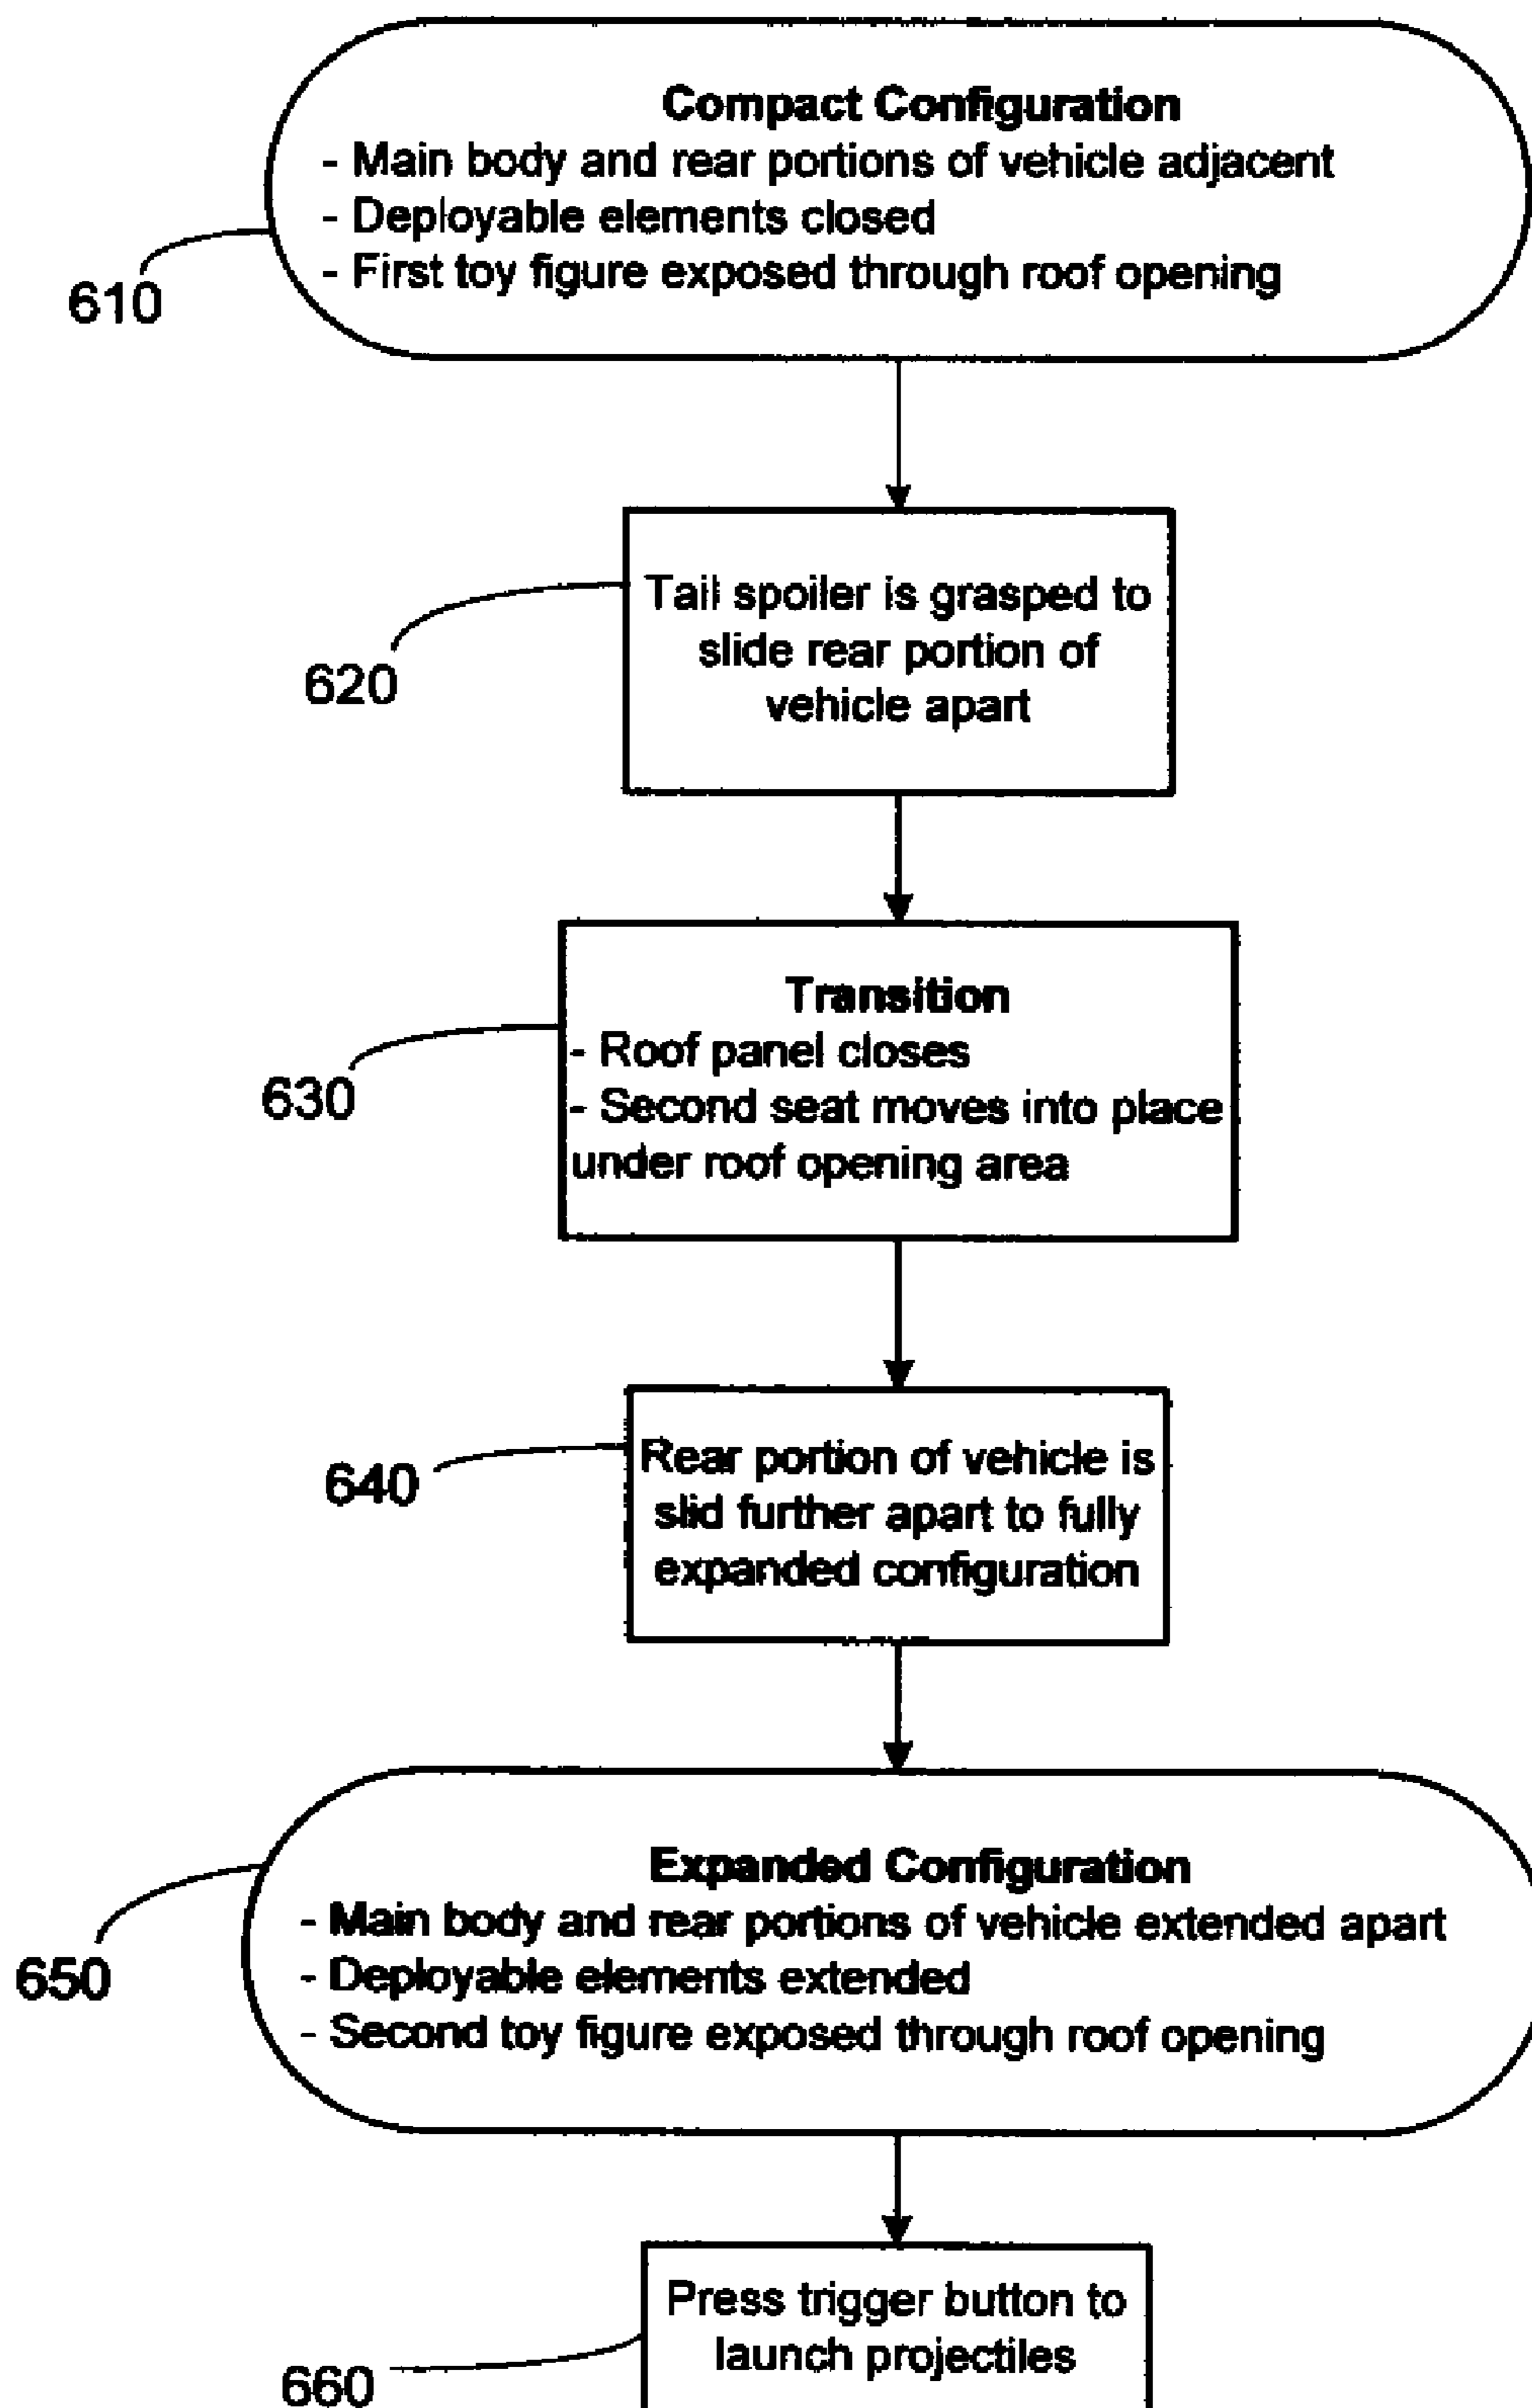 Compact Configuration
- Main body and rear portions of vehicle adjacent
- Deployable elements closed
- First toy figure exposed through roof opening
610
Tail spoiler is grasped to
slide rear portion of
vehicle apart
620
Transition
- Roof panel closes
- Second seat moves into place
under roof opening area
630
Rear portion of vehicle is
slid further apart to fully
expanded configuration
640
Expanded Configuration
- Main body and rear portions of vehicle extended apart
- Deployable elements extended
- Second toy figure exposed through roof opening
650
Press trigger button to
launch projectiles
660